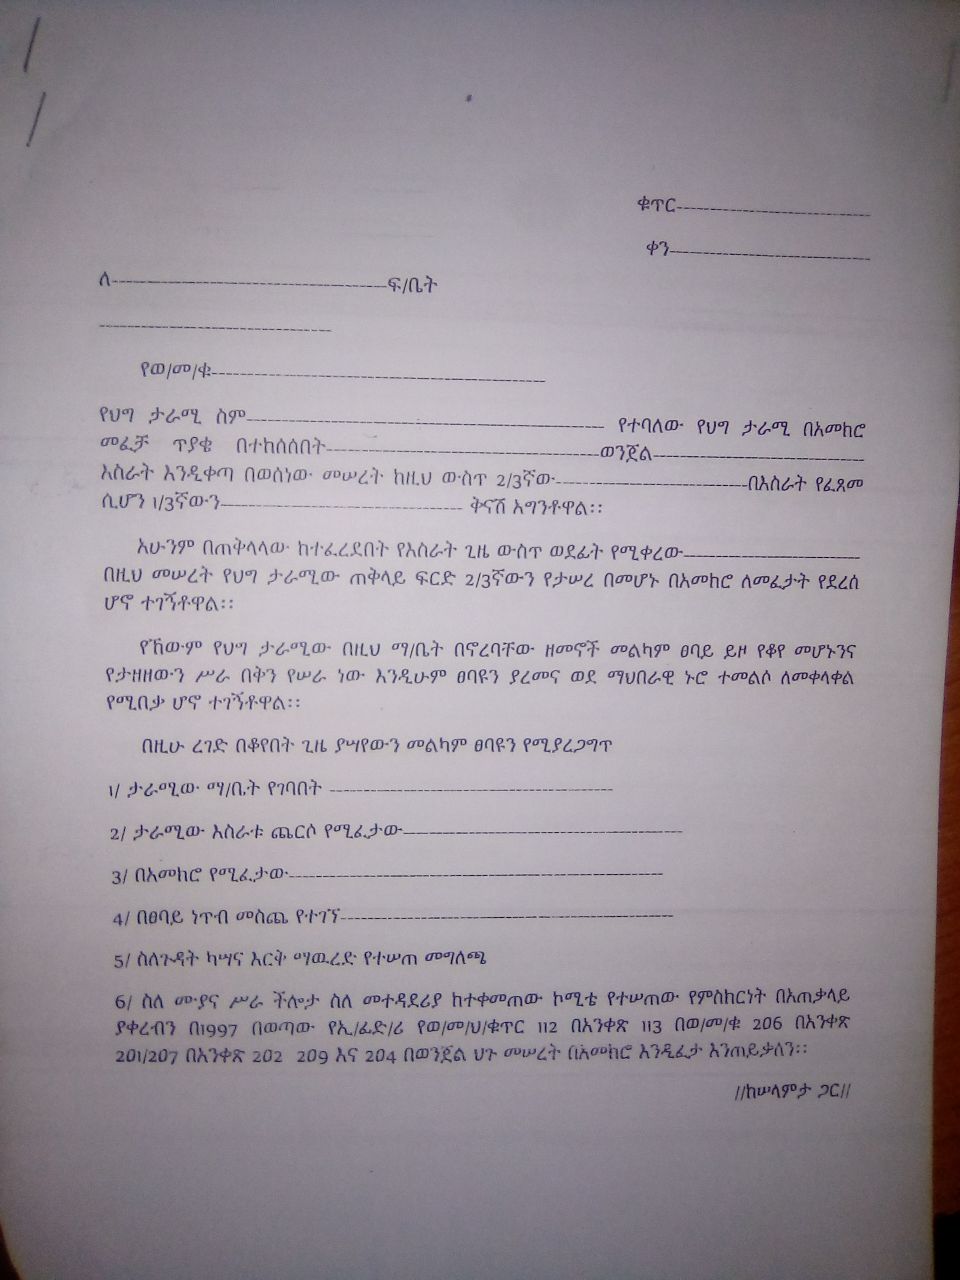 ቁጥር------------------------------
ቀን------------------------------
ለ------------------------------------------ፍ/ቤት
-----------------------------------
የወ/መ/ቁ--------------------------------------------------
የህግ ታራሚ ስም------------------------------------------------------ የተባለው የህግ ታራሚ በአመክሮ
መፈቻ ጥያቄ በተከሰሰበት------------------------------------------ወንጀል--------------------------------
እስራት እንዲቀጣ በወሰነው መሠረት ከዚህ ውስጥ 2/3ኛው-----------------------------በእስራት የፈጸመ
ሲሆን 1/3ኛውን------------------------------------- ቅናሽ አግንቶዋል፡፡
አሁንም በጠቅላላው ከተፈረደበት የእስራት ጊዜ ውስጥ ወደፊት የሚቀረው---------------------------
በዚህ መሠረት የህግ ታራሚው ጠቅላይ ፍርድ 2/3ኛውን የታሠረ በመሆኑ በአመክሮ ለመፈታት የደረሰ
ሆኖ ተገኝቶዋል፡፡
የኸውም የህግ ታራሚው በዚህ ማ/ቤት በኖረባቸው ዘመኖች መልካም ፀባይ ይዞ የቆየ መሆኑንና
የታዘዘውን ሥራ በቅን የሠራ ነው እንዲሁም ፀባዩን ያረመና ወደ ማህበራዊ ኑሮ ተመልሶ ለመቀላቀል
የሚበቃ ሆኖ ተገኝቶዋል፡፡
በዚሁ ረገድ በቆየበት ጊዜ ያሣየውን መልካም ፀባዩን የሚያረጋግጥ
1/ ታራሚው ማ/ቤት የገባበት -------------------------------------------
2/ ታራሚው እስራቱ ጨርሶ የሚፈታው------------------------------------------
3/ በአመክሮ የሚፈታው--------------------------------------------------------
4/ በፀባይ ነጥብ መስጫ የተገኘ--------------------------------------------------
5/ ስለጉዳት ካሣና እርቅ ማዉረድ የተሠጠ መግለጫ
6/ ስለ ሙያና ሥራ ችሎታ ስለ መተዳደሪያ ከተቀመጠው ኮሚቴ የተሠጠው የምስክርነት በአጠቃላይ
ያቀረብን በ1997 በወጣው የኢ/ፌድ/ሪ የወ/መ/ህ/ቁጥር 112 በአንቀጽ 113 በወ/መ/ቁ 206 በአንቀጽ
201/207 በአንቀጽ 202 209 እና 204 በወንጀል ህጉ መሠረት በአመክሮ እንዲፈታ እንጠይቃለን፡፡
//ከሠላምታ ጋር//